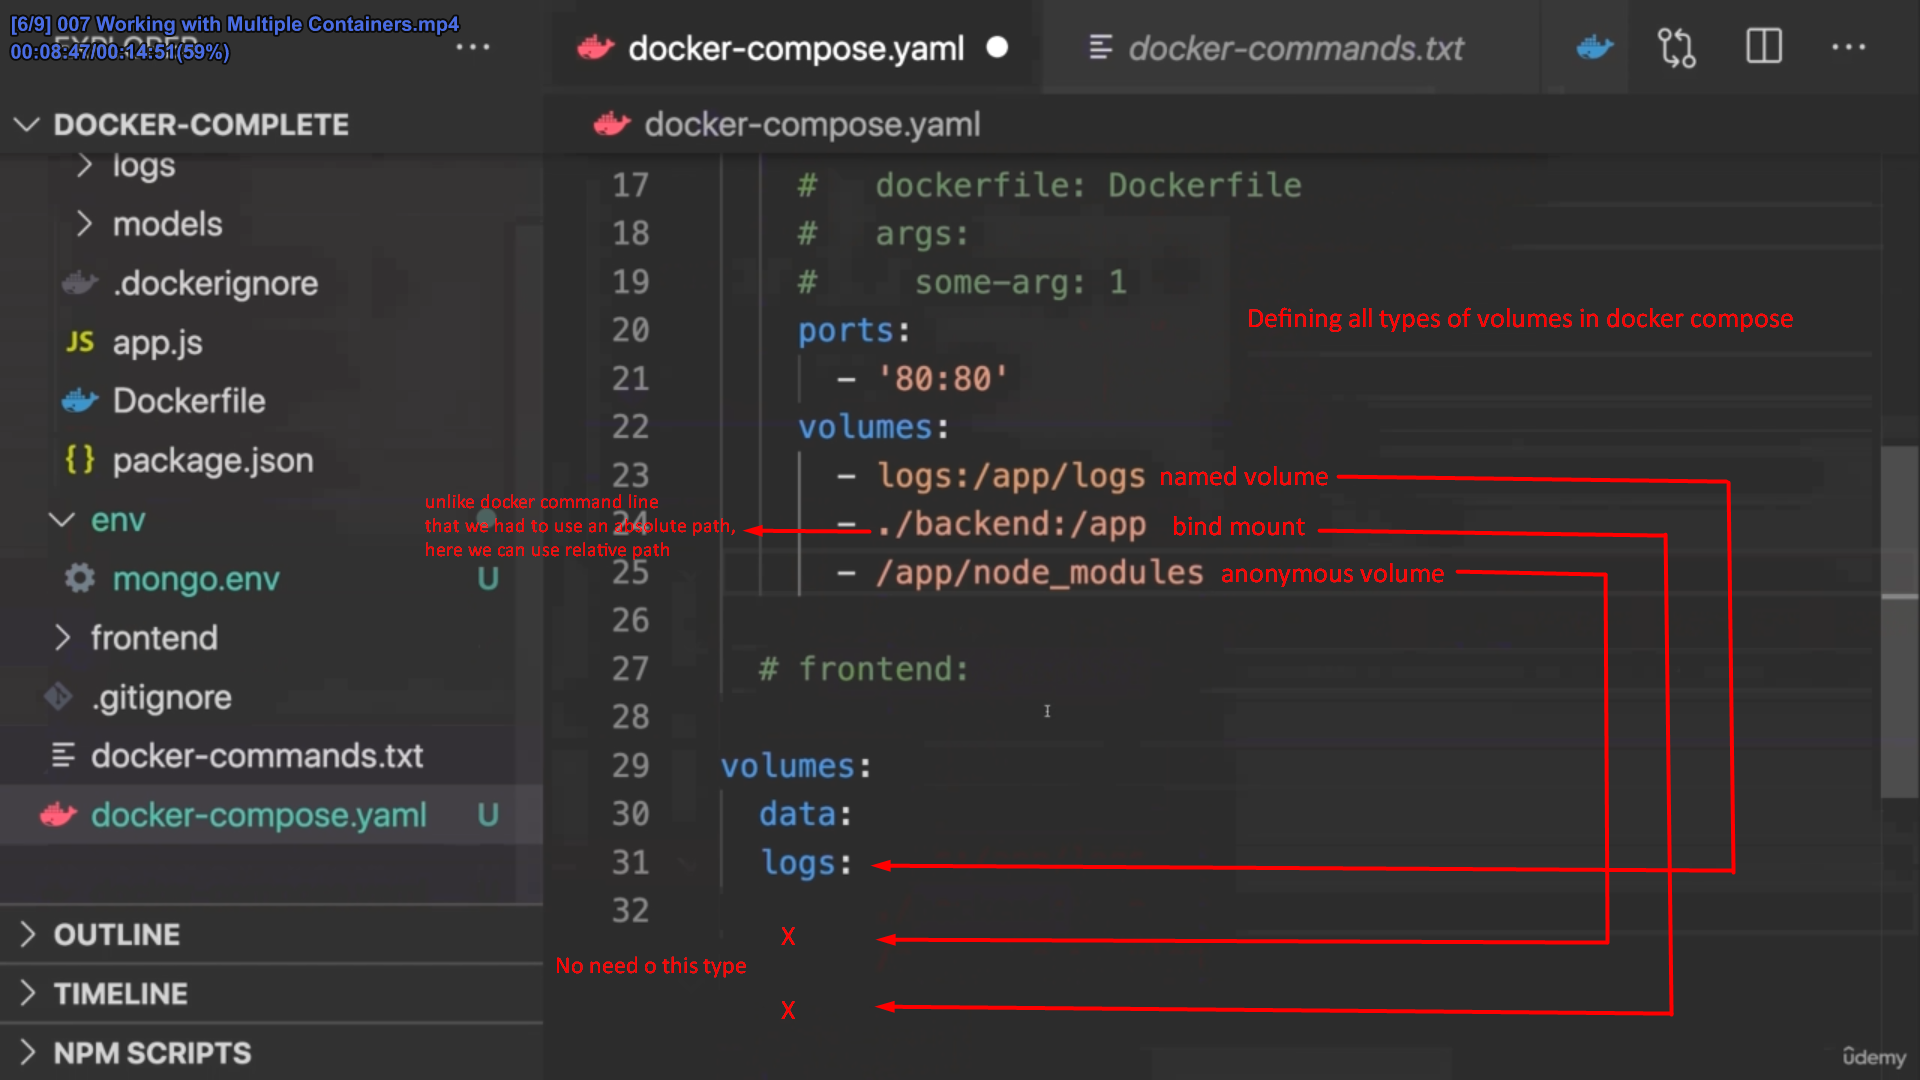 [6/9] 007 Working with Multiple Containers.mp4
00:08:47/00:14:51(59%)
EXPLORER ...
docker-compose.yaml
docker-commands.txt
DOCKER-COMPLETE
logs
models
.dockerignore
JS app.js
Dockerfile
{} package.json
env
mongo.env U
frontend
.gitignore
docker-commands.txt
docker-compose.yaml U
OUTLINE
TIMELINE
NPM SCRIPTS
docker-compose.yaml
17 #   dockerfile: Dockerfile
18 #   args:
19 #     some-arg: 1
20 ports:
21 - '80:80'
22 volumes:
23 - logs:/app/logs named volume
24 - ./backend:/app bind mount
25 - /app/node_modules anonymous volume
26
27 # frontend:
28
29 volumes:
30 data:
31 logs:
32
Defining all types of volumes in docker compose
unlike docker command line
that we had to use an absolute path,
here we can use relative path
X
No need o this type
X
ûdemy